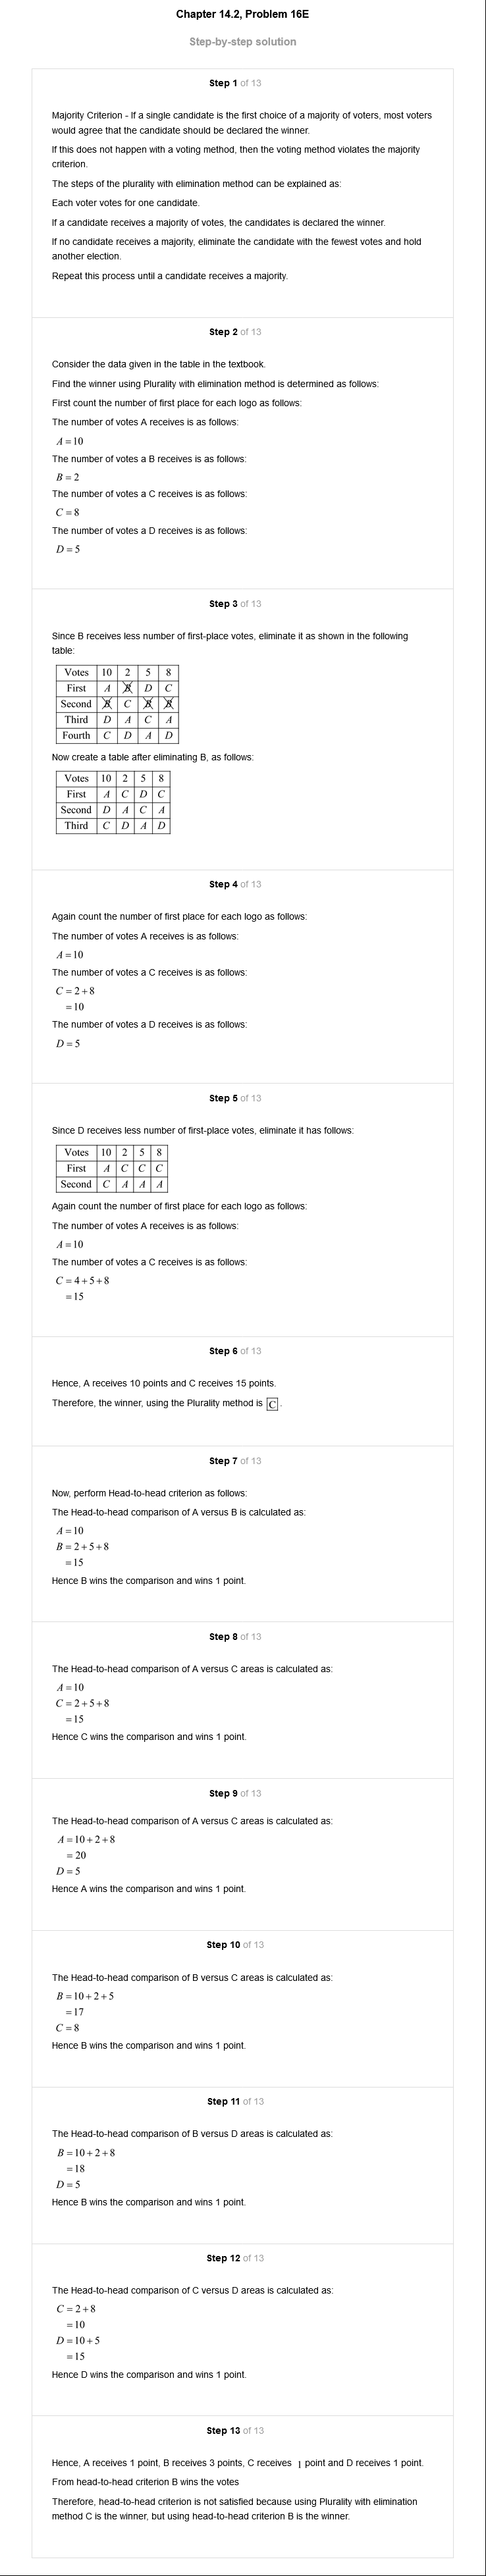 Chapter 14.2, Problem 16E
Step-by-step solution
Step 1 of 13
Majority Criterion - If a single candidate is the first choice of a majority of voters, most voters
would agree that the candidate should be declared the winner.
If this does not happen with a voting method, then the voting method violates the majority
criterion.
The steps of the plurality with elimination method can be explained as:
Each voter votes for one candidate.
If a candidate receives a majority of votes, the candidates is declared the winner.
If no candidate receives a majority, eliminate the candidate with the fewest votes and hold
another election.
Repeat this process until a candidate receives a majority.
Step 2 of 13
Consider the data given in the table in the textbook.
Find the winner using Plurality with elimination method is determined as follows:
First count the number of first place for each logo as follows:
The number of votes A receives is as follows:
A = 10
The number of votes a B receives is as follows:
B = 2
The number of votes a C receives is as follows:
C = 8
The number of votes a D receives is as follows:
D = 5
Step 3 of 13
Since B receives less number of first-place votes, eliminate it as shown in the following
table:
Votes 10 2 5 8
First A B D C
Second B C B B
Third D A C A
Fourth C D A D
Now create a table after eliminating B, as follows:
Votes 10 2 5 8
First A C D C
Second D A C A
Third C D A D
Step 4 of 13
Again count the number of first place for each logo as follows:
The number of votes A receives is as follows:
A = 10
The number of votes a C receives is as follows:
C = 2 + 8
= 10
The number of votes a D receives is as follows:
D = 5
Step 5 of 13
Since D receives less number of first-place votes, eliminate it has follows:
Votes 10 2 5 8
First A C C C
Second C A A A
Again count the number of first place for each logo as follows:
The number of votes A receives is as follows:
A = 10
The number of votes a C receives is as follows:
C = 4 + 5 + 8
= 15
Step 6 of 13
Hence, A receives 10 points and C receives 15 points.
Therefore, the winner, using the Plurality method is C.
Step 7 of 13
Now, perform Head-to-head criterion as follows:
The Head-to-head comparison of A versus B is calculated as:
A = 10
B = 2 + 5 + 8
= 15
Hence B wins the comparison and wins 1 point.
Step 8 of 13
The Head-to-head comparison of A versus C areas is calculated as:
A = 10
C = 2 + 5 + 8
= 15
Hence C wins the comparison and wins 1 point.
Step 9 of 13
The Head-to-head comparison of A versus C areas is calculated as:
A = 10 + 2 + 8
= 20
D = 5
Hence A wins the comparison and wins 1 point.
Step 10 of 13
The Head-to-head comparison of B versus C areas is calculated as:
B = 10 + 2 + 5
= 17
C = 8
Hence B wins the comparison and wins 1 point.
Step 11 of 13
The Head-to-head comparison of B versus D areas is calculated as:
B = 10 + 2 + 8
= 18
D = 5
Hence B wins the comparison and wins 1 point.
Step 12 of 13
The Head-to-head comparison of C versus D areas is calculated as:
C = 2 + 8
= 10
D = 10 + 5
= 15
Hence D wins the comparison and wins 1 point.
Step 13 of 13
Hence, A receives 1 point, B receives 3 points, C receives 1 point and D receives 1 point.
From head-to-head criterion B wins the votes
Therefore, head-to-head criterion is not satisfied because using Plurality with elimination
method C is the winner, but using head-to-head criterion B is the winner.